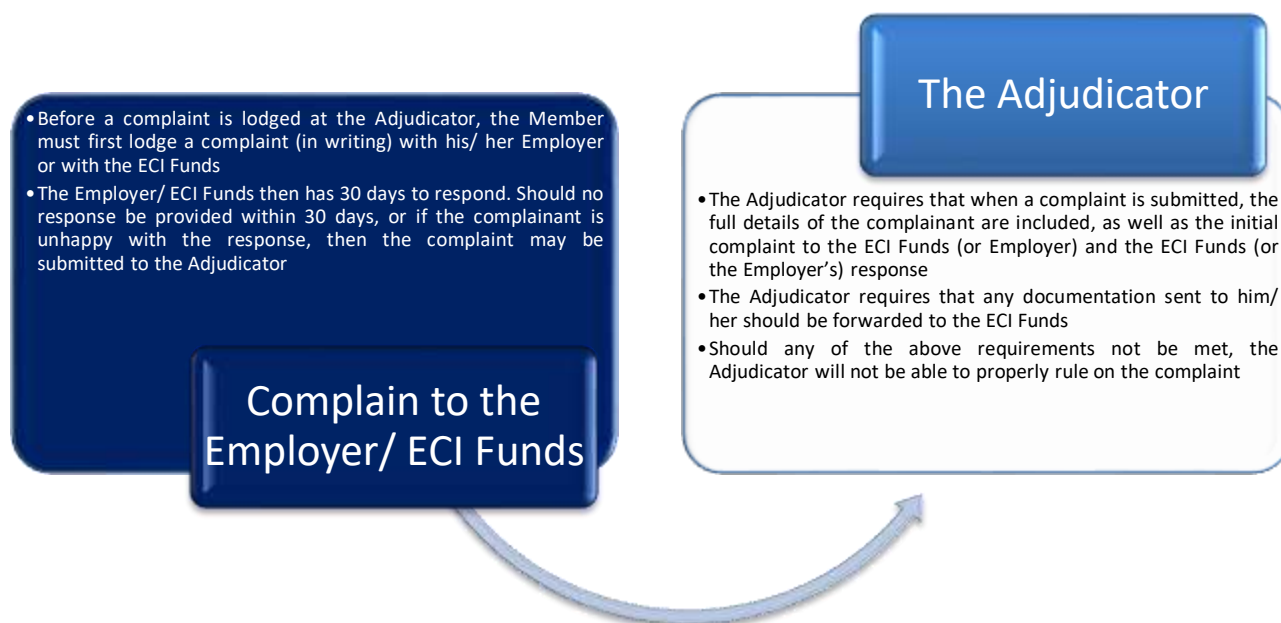 •Before a complaint is lodged at the Adjudicator, the Member
must first lodge a complaint (in writing) with his/ her Employer
or with the ECI Funds
•The Employer/ ECI Funds then has 30 days to respond. Should no
response be provided within 30 days, or if the complainant is
unhappy with the response, then the complaint may be
submitted to the Adjudicator
Complain to the
Employer/ ECI Funds
The Adjudicator
•The Adjudicator requires that when a complaint is submitted, the
full details of the complainant are included, as well as the initial
complaint to the ECI Funds (or Employer) and the ECI Funds (or
the Employer’s) response
•The Adjudicator requires that any documentation sent to him/
her should be forwarded to the ECI Funds
•Should any of the above requirements not be met, the
Adjudicator will not be able to properly rule on the complaint